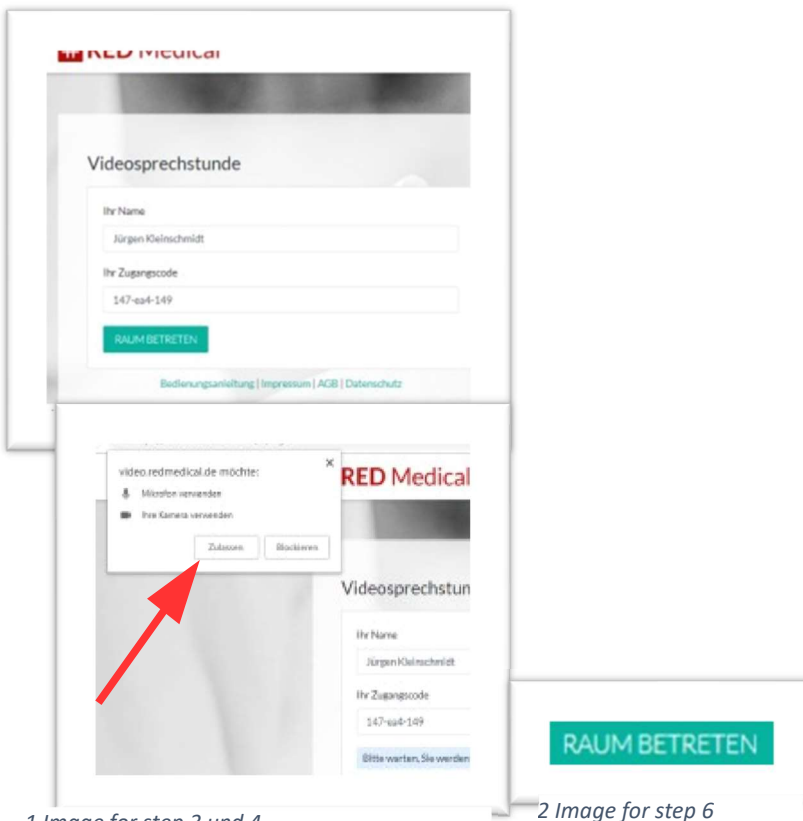 RED Medical
Videosprechstunde
Ihr Name
Jürgen Kleinschmidt
Ihr Zugangscode
147-ea4-149
RAUM BETRETEN
Bedienungsanleitung | Impressum | AGB | Datenschutz
video.redmedical.de möchte:
Mikrofon verwenden
Ihre Kamera verwenden
Zulassen Blockieren
RED Medical
Videosprechstun
Ihr Name
Jürgen Kleinschmidt
Ihr Zugangscode
147-ea4-149
Bitte warten, Sie werden
RAUM BETRETEN
1 Image for step 3 und 4
2 Image for step 6